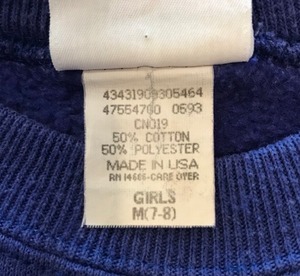 43431909305464
47554700 0593
CN019
50% COTTON
50% POLYESTER
MADE IN USA
RN 14666-CARE OVER
GIRLS
M(7-8)